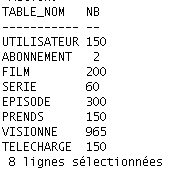 TABLE_NOM NB
----------- --
UTILISATEUR 150
ABONNEMENT 2
FILM 200
SERIE 60
EPISODE 300
PRENDS 150
VISIONNE 965
TELECHARGE 150
8 lignes sélectionnées